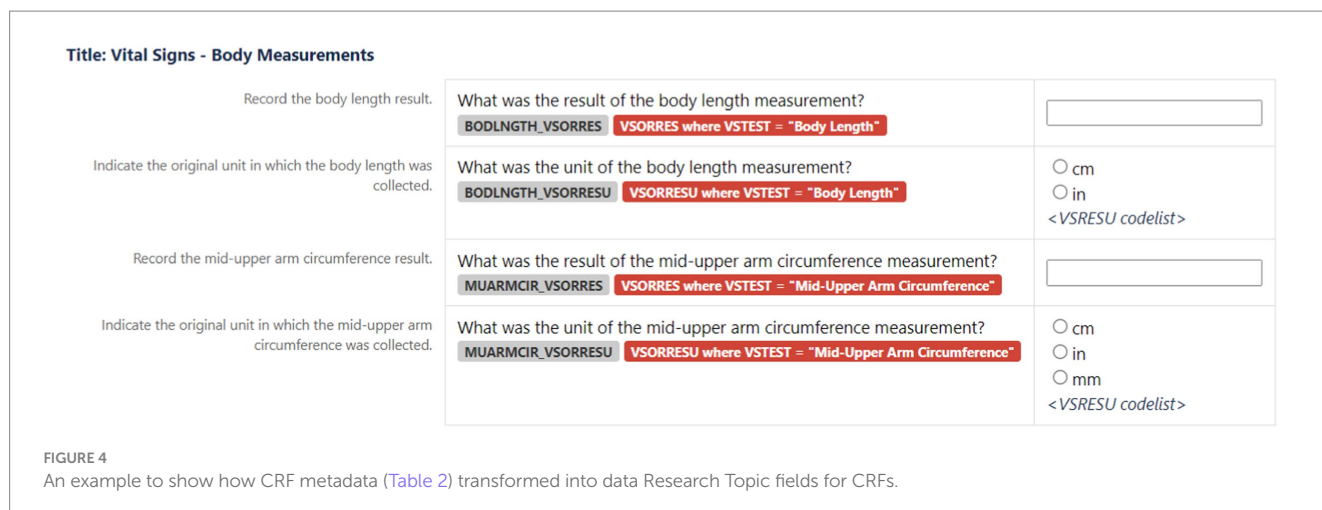 Title: Vital Signs - Body Measurements
Record the body length result.
What was the result of the body length measurement?
BODLNGTH_VSORRES VSORRES where VSTEST = "Body Length"
Indicate the original unit in which the body length was
collected.
What was the unit of the body length measurement?
BODLNGTH_VSORRESU VSORRESU where VSTEST = "Body Length"
cm
in
<VSRESU codelist>
Record the mid-upper arm circumference result.
What was the result of the mid-upper arm circumference measurement?
MUARMCIR_VSORRES VSORRES where VSTEST = "Mid-Upper Arm Circumference"
Indicate the original unit in which the mid-upper arm
circumference was collected.
What was the unit of the mid-upper arm circumference measurement?
MUARMCIR_VSORRESU VSORRESU where VSTEST = "Mid-Upper Arm Circumference"
cm
in
mm
<VSRESU codelist>
FIGURE 4
An example to show how CRF metadata (Table 2) transformed into data Research Topic fields for CRFs.